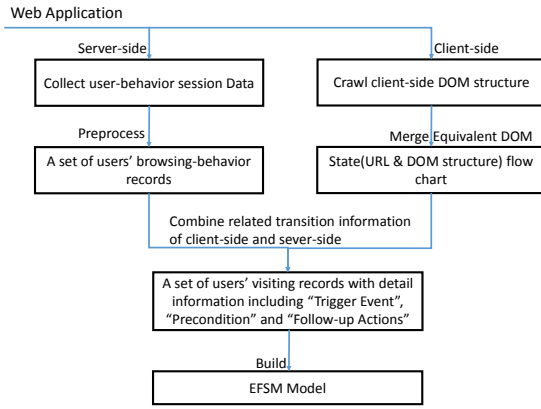 Web Application
Server-side
Client-side
Collect user-behavior session Data
Crawl client-side DOM structure
Preprocess
Merge Equivalent DOM
A set of users' browsing-behavior
records
State(URL & DOM structure) flow
chart
Combine related transition information
of client-side and sever-side
A set of users' visiting records with detail
information including “Trigger Event”,
“Precondition” and “Follow-up Actions”
Build
EFSM Model